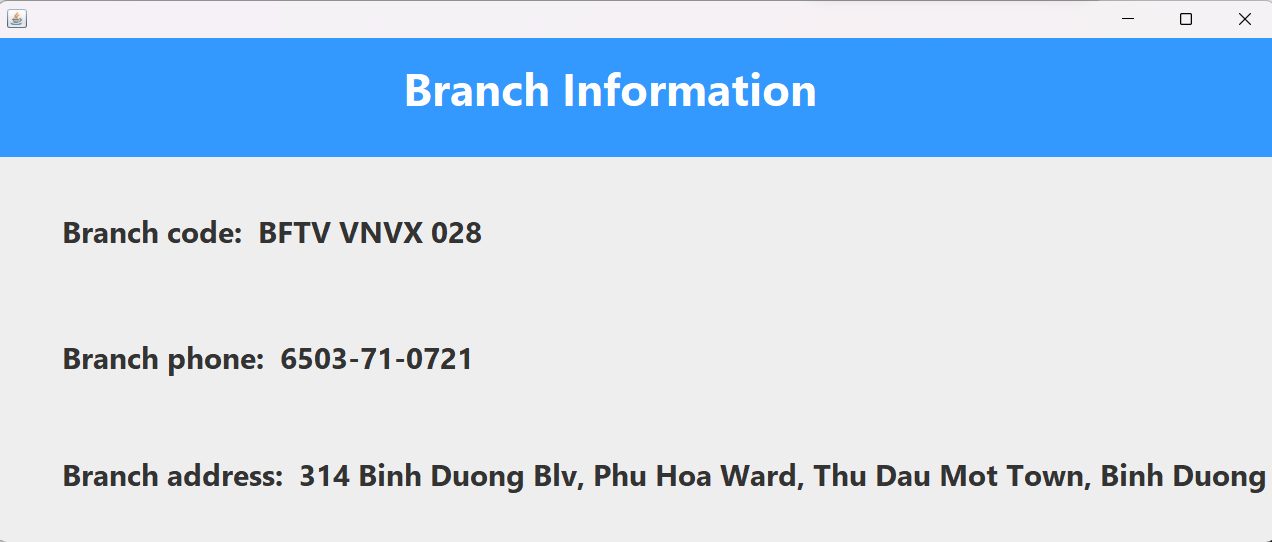 Branch Information
Branch code: BFTV VNVX 028
Branch phone: 6503-71-0721
Branch address: 314 Binh Duong Blv, Phu Hoa Ward, Thu Dau Mot Town, Binh Duong